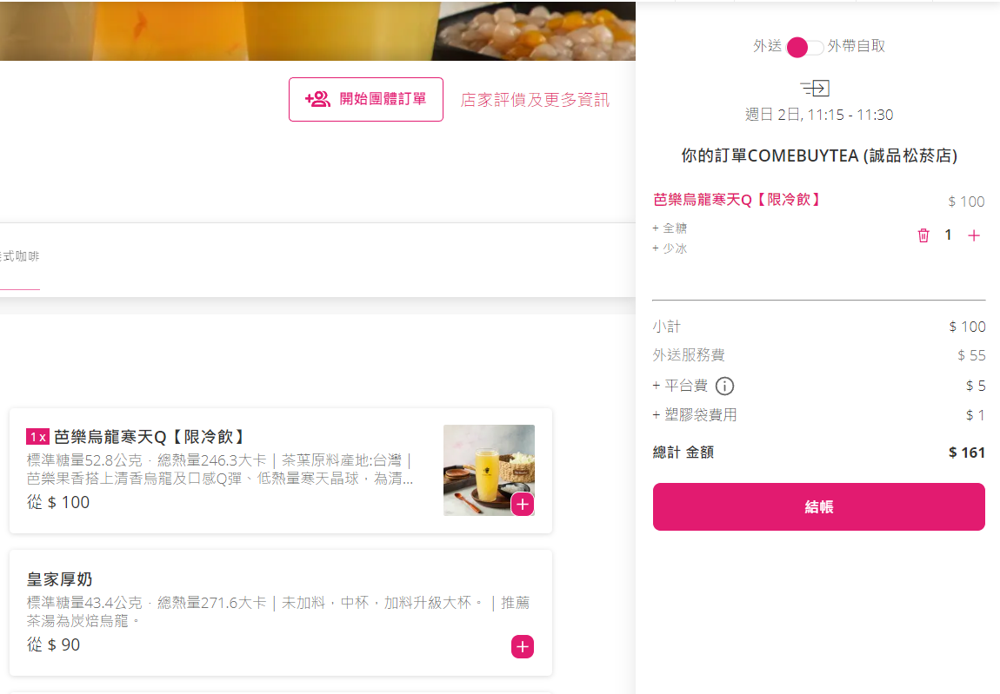 開始團體訂單
店家評價及更多資訊
式咖啡
1 x 芭樂烏龍寒天Q【限冷飲】
標準糖量52.8公克．總熱量246.3大卡 | 茶葉原料產地:台灣 |
芭樂果香搭上清香烏龍及口感Q彈、低熱量寒天晶球，為清...
從 $ 100
皇家厚奶
標準糖量43.4公克．總熱量271.6大卡 | 未加料，中杯，加料升級大杯。 | 推薦
茶湯為炭焙烏龍。
從 $ 90
外送 外帶自取
週日 2日, 11:15 - 11:30
你的訂單COMEBUYTEA (誠品松菸店)
芭樂烏龍寒天Q【限冷飲】 $ 100
+ 全糖
1
+ 少冰
小計 $ 100
外送服務費 $ 55
+ 平台費 $ 5
+ 塑膠袋費用 $ 1
總計 金額 $ 161
結帳